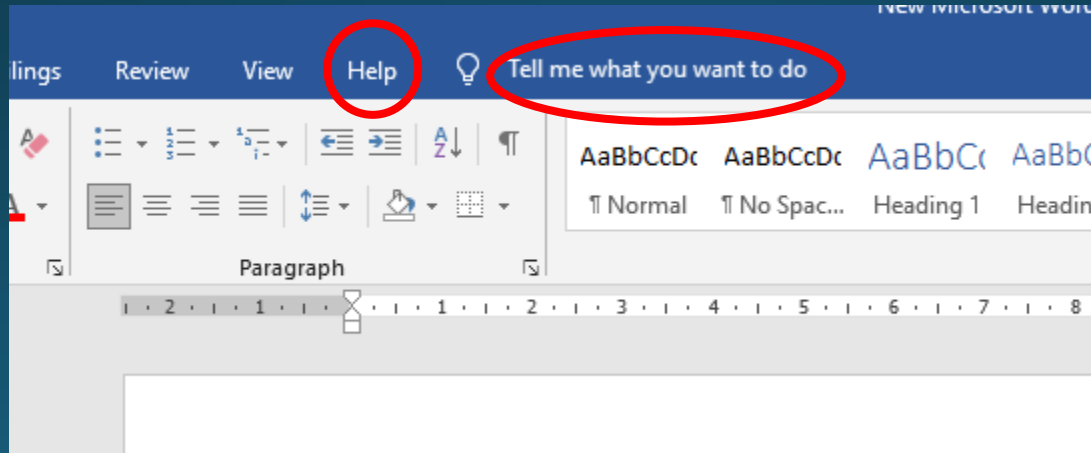 New Microsoft Word
ilings Review View Help Tell me what you want to do
AaBbCcDc AaBbCcDc AaBbCc AaBbC
¶ Normal ¶ No Spac... Heading 1 Headin
Paragraph
2 1 1 2 3 4 5 6 7 8